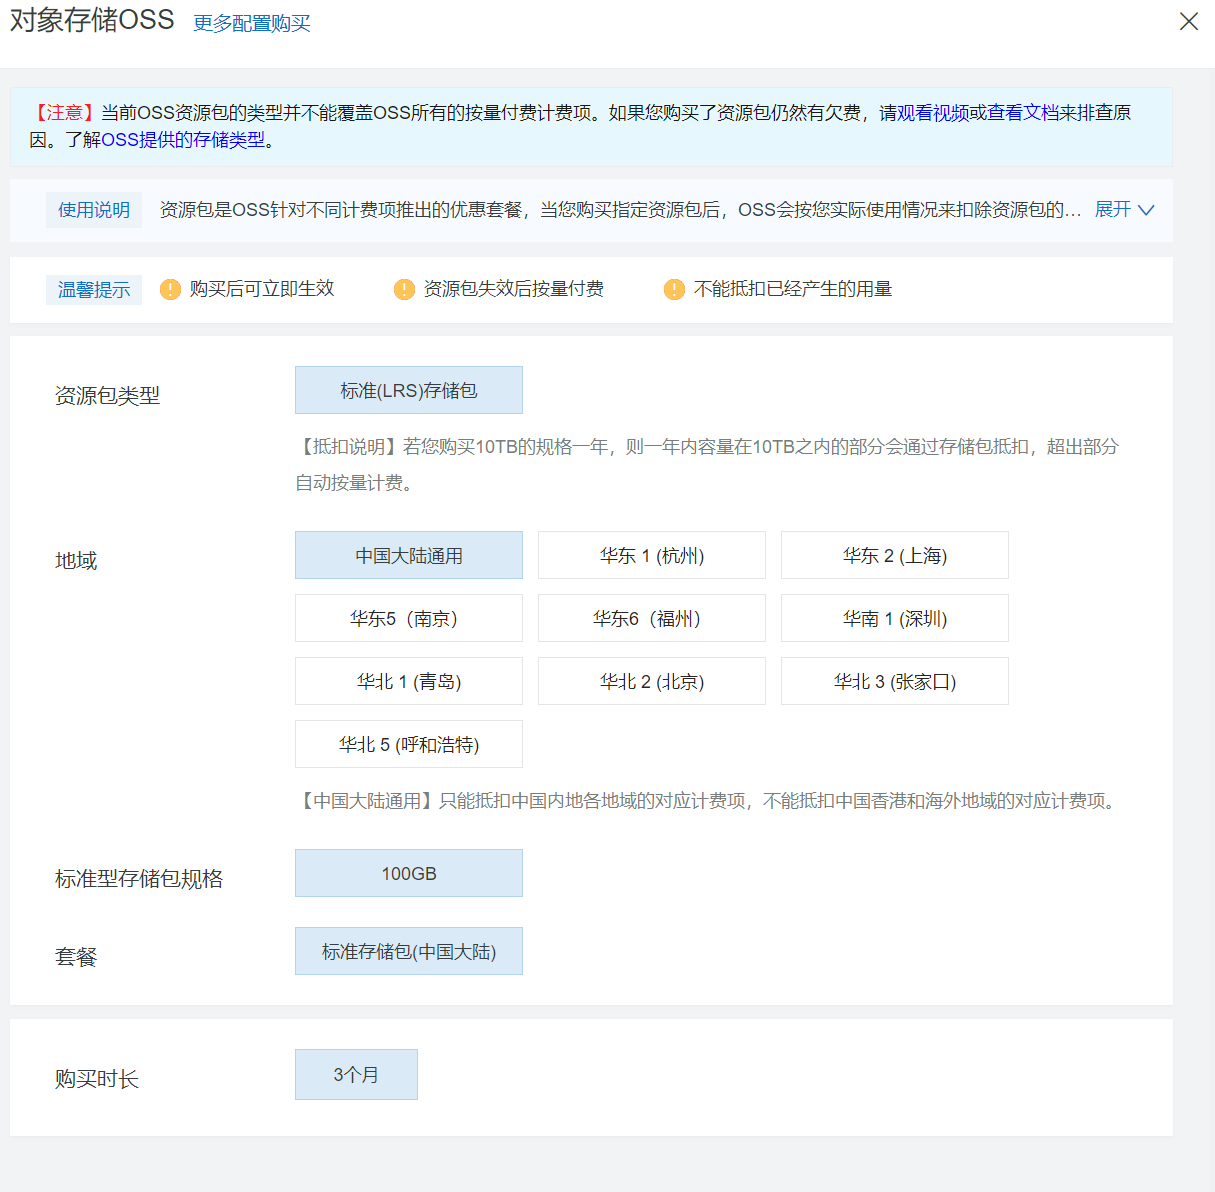 对象存储OSS 更多配置购买
【注意】当前OSS资源包的类型并不能覆盖OSS所有的按量付费计费项。如果您购买了资源包仍然有欠费，请观看视频或查看文档来排查原
因。了解OSS提供的存储类型。
使用说明 资源包是OSS针对不同计费项推出的优惠套餐，当您购买指定资源包后，OSS会按您实际使用情况来扣除资源包的... 展开
温馨提示 购买后可立即生效 资源包失效后按量付费 不能抵扣已经产生的用量
资源包类型 标准(LRS)存储包
【抵扣说明】若您购买10TB的规格一年，则一年内容量在10TB之内的部分会通过存储包抵扣，超出部分
自动按量计费。
地域 中国大陆通用 华东 1 (杭州) 华东 2 (上海)
华东5（南京） 华东6（福州） 华南 1 (深圳)
华北 1 (青岛) 华北 2 (北京) 华北 3 (张家口)
华北 5 (呼和浩特)
【中国大陆通用】只能抵扣中国内地各地域的对应计费项，不能抵扣中国香港和海外地域的对应计费项。
标准型存储包规格 100GB
套餐 标准存储包(中国大陆)
购买时长 3个月